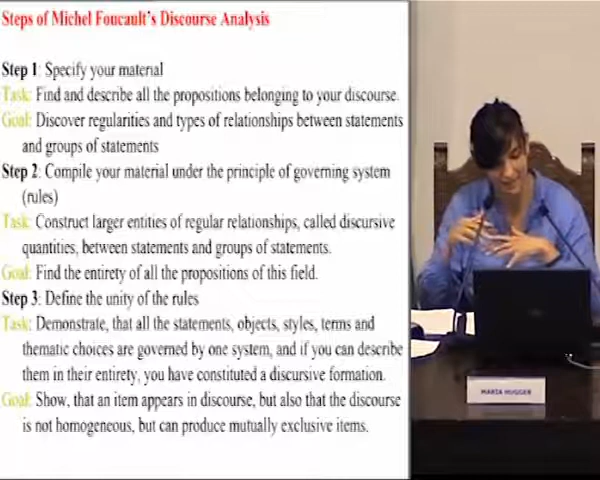 Steps of Michel Foucault's Discourse Analysis
Step 1: Specify your material
Task: Find and describe all the propositions belonging to your discourse.
Goal: Discover regularities and types of relationships between statements
and groups of statements
Step 2: Compile your material under the principle of governing system
(rules)
Task: Construct larger entities of regular relationships, called discursive
quantities, between statements and groups of statements.
Goal: Find the entirety of all the propositions of this field.
Step 3: Define the unity of the rules
Task: Demonstrate, that all the statements, objects, styles, terms and
thematic choices are governed by one system, and if you can describe
them in their entirety, you have constituted a discursive formation.
Goal: Show, that an item appears in discourse, but also that the discourse
is not homogeneous, but can produce mutually exclusive items.
MARIA HUGGER